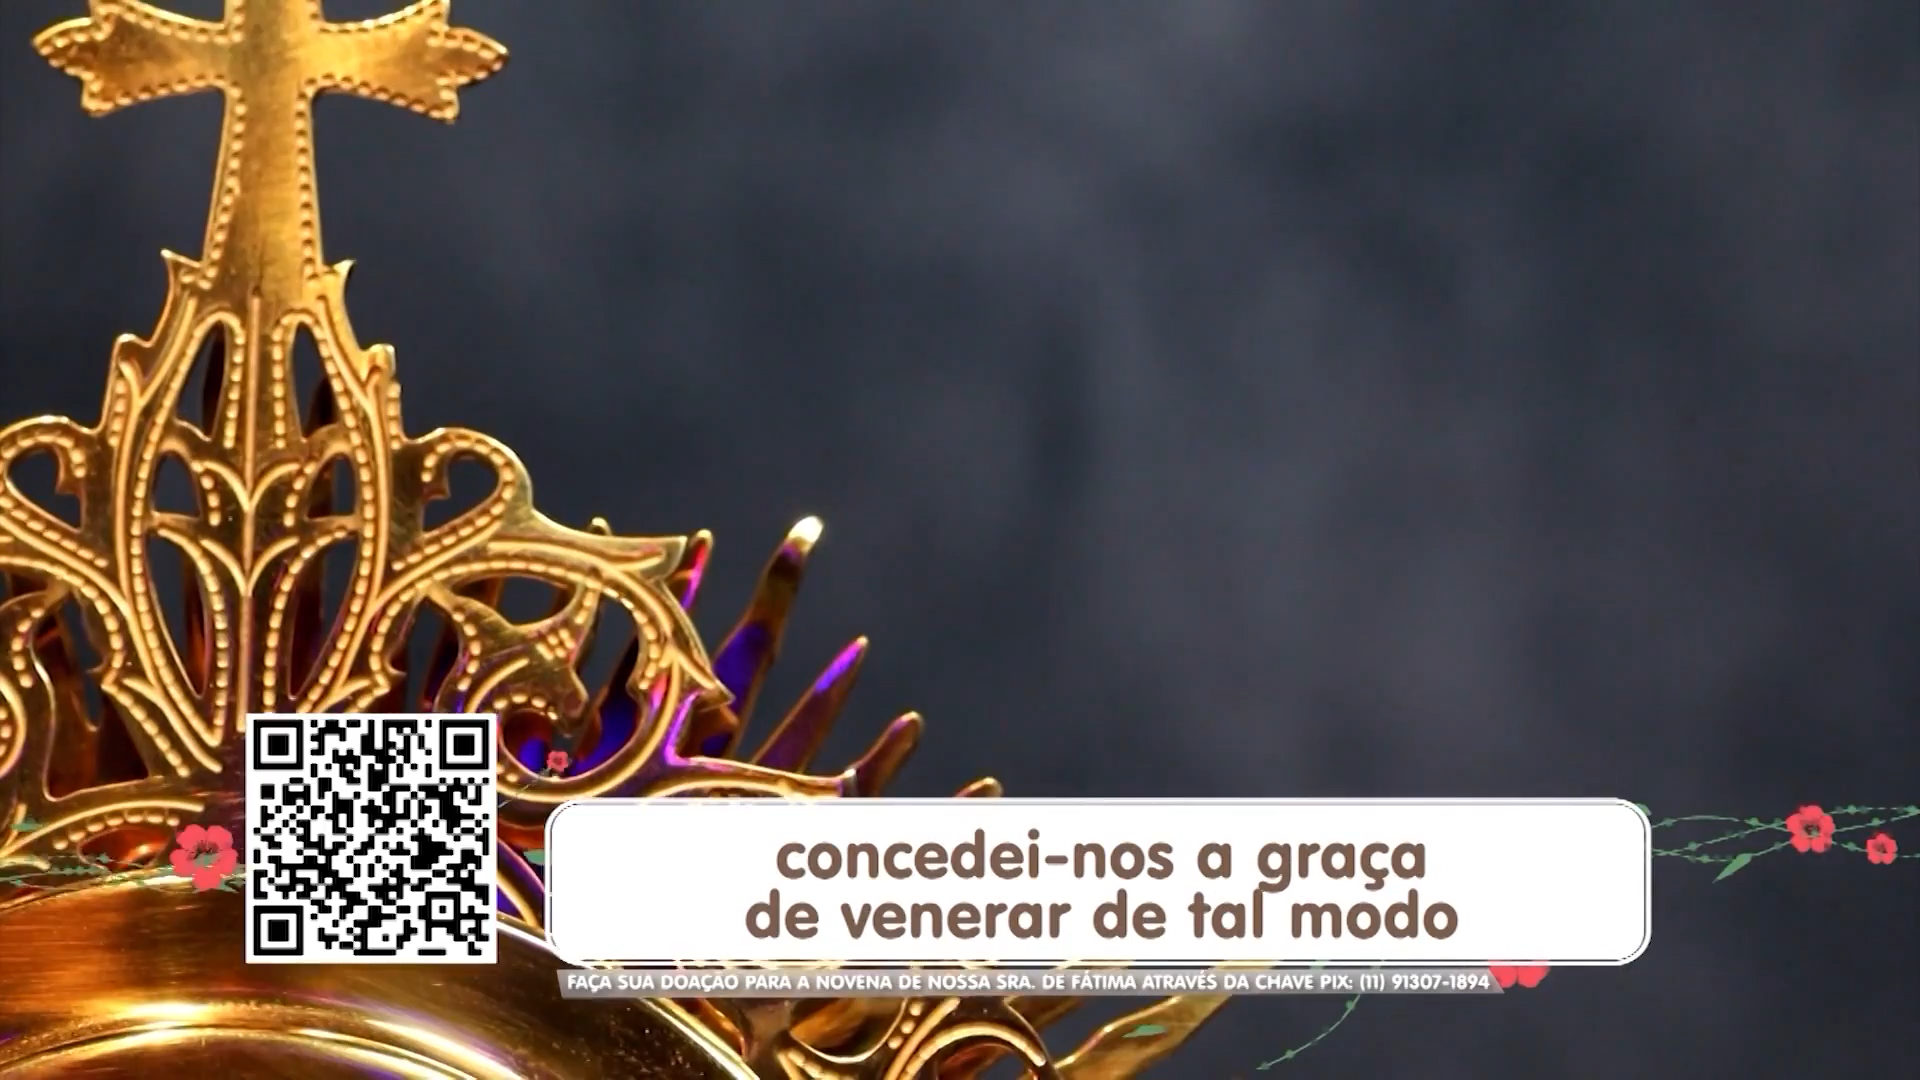 concedei-nos a graça
de venerar de tal modo
FAÇA SUA DOAÇÃO PARA A NOVENA DE NOSSA SRA. DE FÁTIMA ATRAVÉS DA CHAVE PIX: (11) 91307-1894